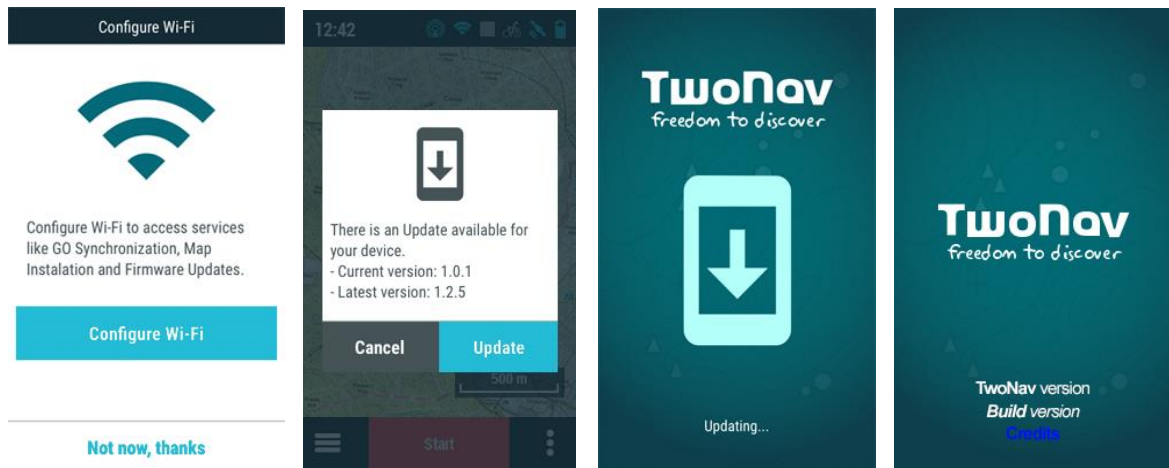 Configure Wi-Fi
Configure Wi-Fi to access services
like GO Synchronization, Map
Instalation and Firmware Updates.
Configure Wi-Fi
Not now, thanks
12:42
There is an Update available for
your device.
- Current version: 1.0.1
- Latest version: 1.2.5
Cancel
Update
500 m
Start
TwoNav
freedom to discover
Updating...
TwoNav
freedom to discover
TwoNav version
Build version
Credits